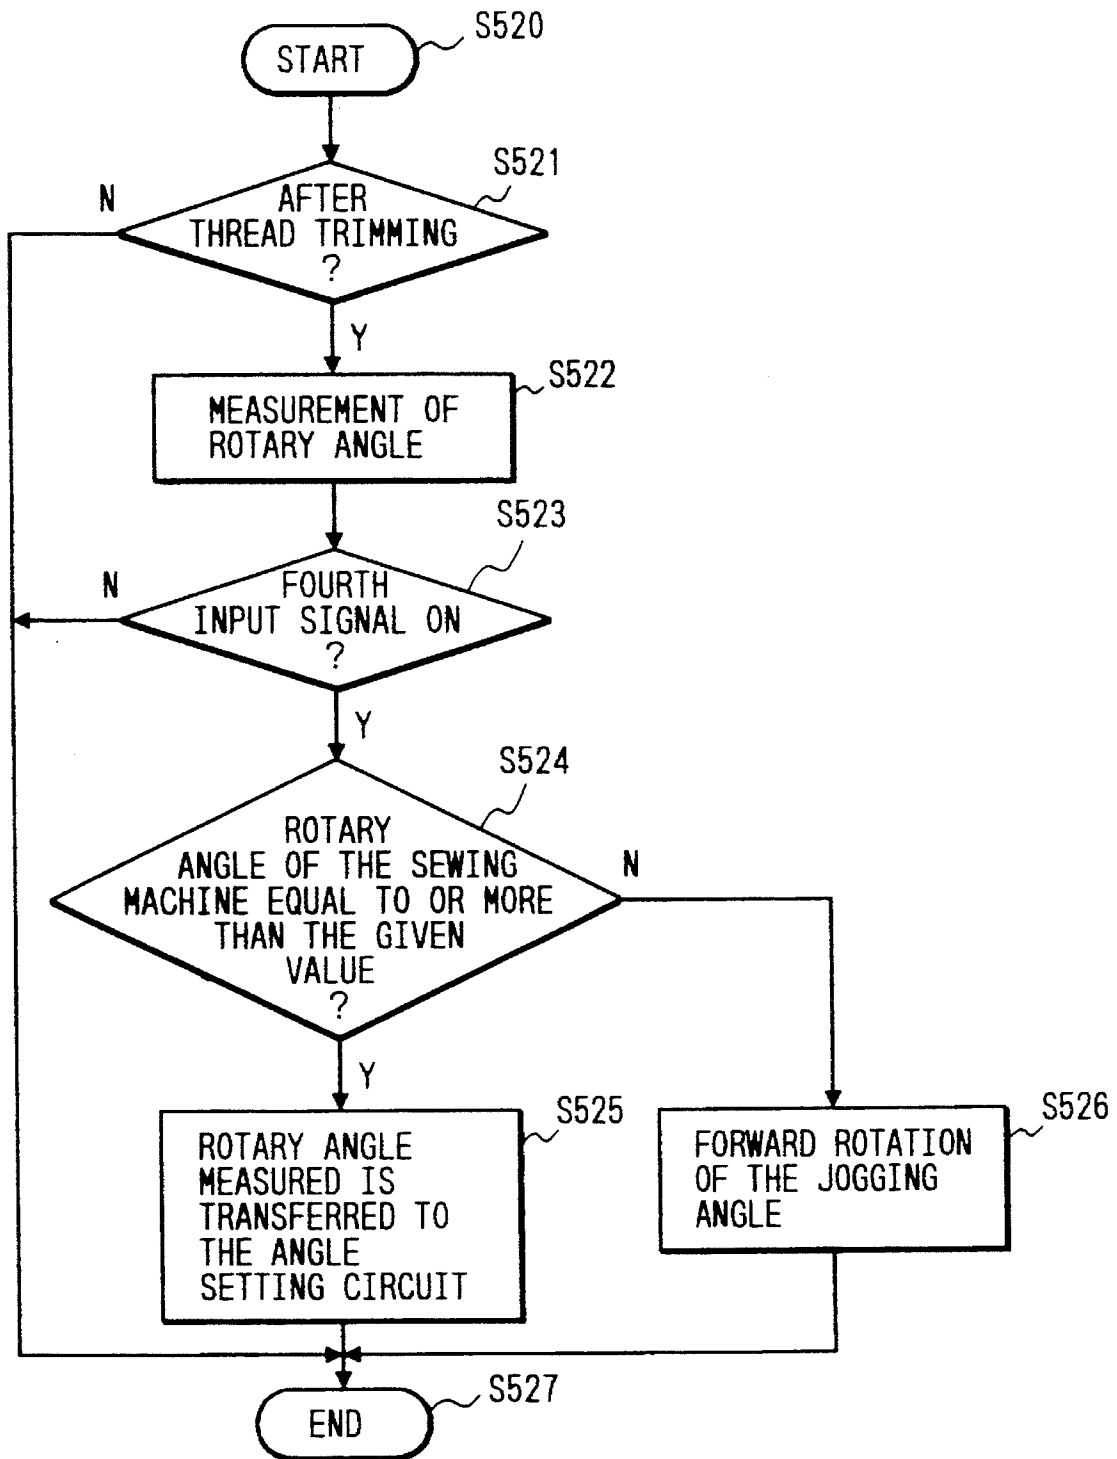 S520
START
S521
N
AFTER
THREAD TRIMMING
?
Y
S522
MEASUREMENT OF
ROTARY ANGLE
S523
N
FOURTH
INPUT SIGNAL ON
?
Y
S524
ROTARY
ANGLE OF THE SEWING
MACHINE EQUAL TO OR MORE
THAN THE GIVEN
VALUE
?
N
Y
S525
ROTARY ANGLE
MEASURED IS
TRANSFERRED TO
THE ANGLE
SETTING CIRCUIT
S526
FORWARD ROTATION
OF THE JOGGING
ANGLE
S527
END